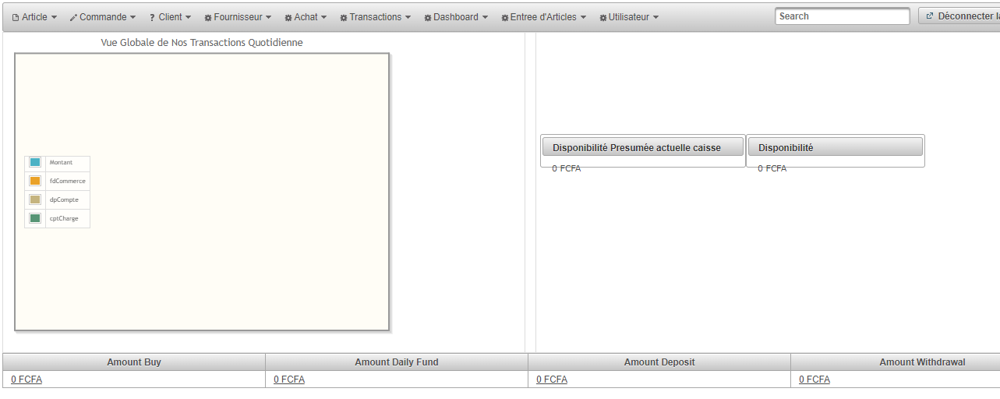 Article Commande ? Client Fournisseur Achat Transactions Dashboard Entree d'Articles Utilisateur Search Déconnecter
Vue Globale de Nos Transactions Quotidienne
Montant
fdCommerce
dpCompte
cptCharge
Disponibilité Presumée actuelle caisse Disponibilité
0 FCFA 0 FCFA
Amount Buy Amount Daily Fund Amount Deposit Amount Withdrawal
0 FCFA 0 FCFA 0 FCFA 0 FCFA